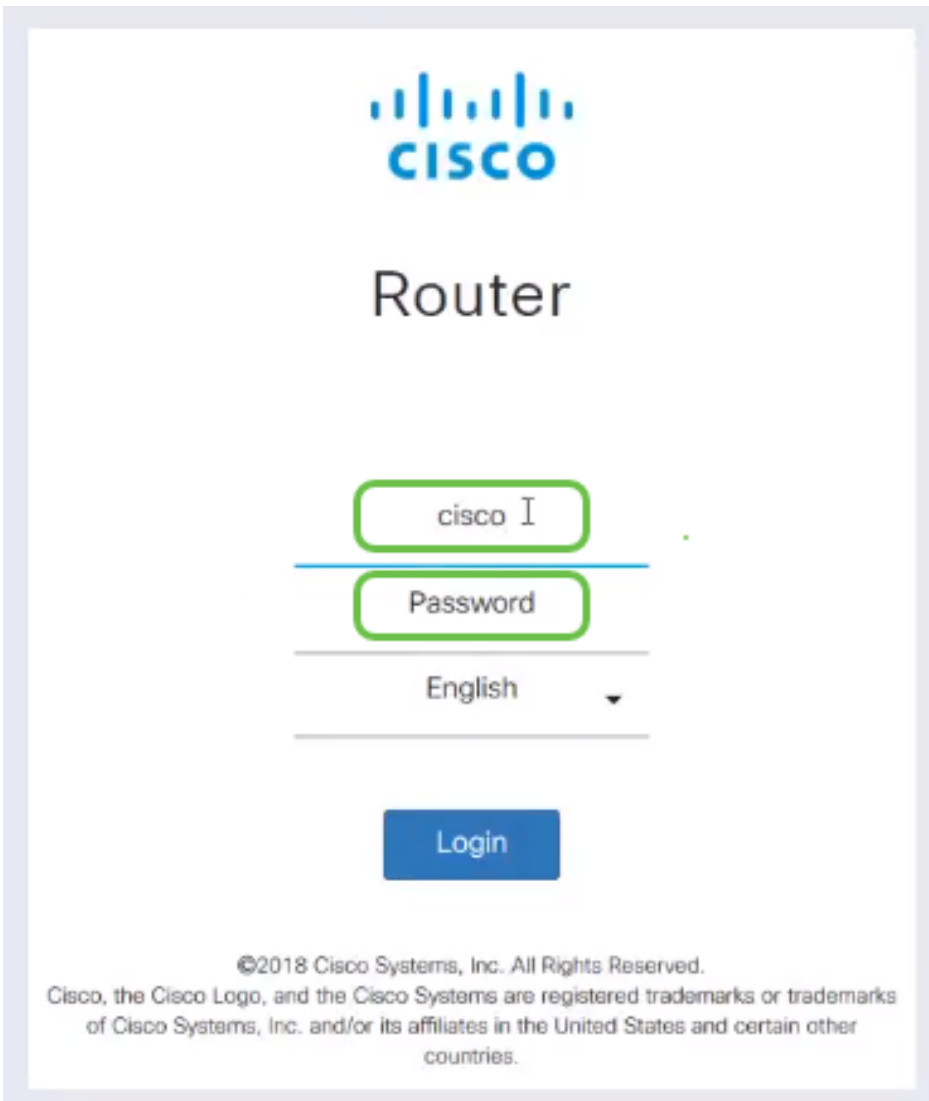 CISCO
Router
cisco
Password
English
Login
©2018 Cisco Systems, Inc. All Rights Reserved.
Cisco, the Cisco Logo, and the Cisco Systems are registered trademarks or trademarks
of Cisco Systems, Inc. and/or its affiliates in the United States and certain other
countries.